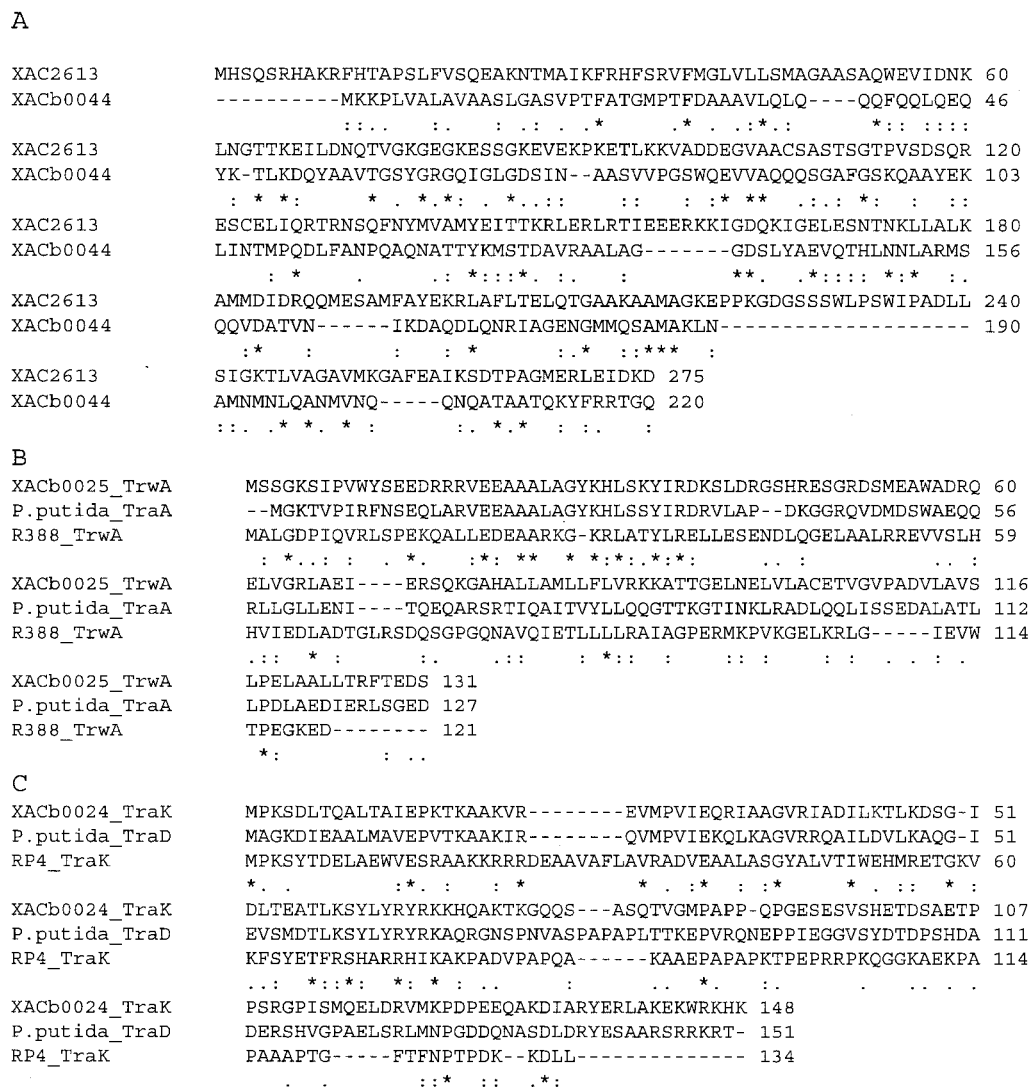 A
XAC2613 MHSQSRHAKRFHTAPSLFVSQEAKNTMAIKFRHFSRVFMGLVLLSMAGAASAQWEVIDNK 60
XACb0044 ----------MKKPLVALAVAASLGASVPTFATGMPTFDAAAVLQLQ----QQFQQLQEQ 46
::.. :. .: .: * *. .:*.: *:: ::::
XAC2613 LNGTTKEILDNQTVGKGEGKESSGKEVEKPKETLKKVADDEGVAACSASTSGTPVSDSQR 120
XACb0044 YK-TLKDQYAAVTGSYGRGQIGLGDSIN--AASVVPGSWQEVVAQQQSGAFGSKQAAYEK 103
: * *: *. *.*: . *..:: :: : :* ** .:.: *: : ::
XAC2613 ESCELIQRTRNSQFNYMVAMYEITTKRLERLRTIEEERKKIGDQKIGELESNTNKLLALK 180
XACb0044 LINTMPQDLFANPQAQNATTYKMSTDAVRAALAG-------GDSLYAEVQTHLNNLARMS 156
: * . .: *:::* : : ** .*:::: *:* :.
XAC2613 AMMDIDRQQMESAMFAYEKRLAFLTELQTGAAKAAMAGKEPPKGDGSSSWLPSWIPADLL 240
XACb0044 QQVDATVN------IKDAQDLQNRIAGENGMMQSAMAKLN------------------- 190
:* : : : * :.* ::*** :
XAC2613 SIGKTLVAGAVMKGAFEAIKSDTPAGMERLEIDKD 275
XACb0044 AMNMNLQANMVNQ-----QNQATAATQKYFRRTGQ 220
::. .* *. * : :. *.* :: :
B
XACb0025_TrwA MSSGKSIPVWYSEEDRRRVEEAAALAGYKHLSKYIRDKSLDRGSHRESGRDSMEAWADRQ 60
P.putida_TraA --MGKTVPIRFNSEQLARVEEAAALAGYKHLSSYIRDRVLAP--DKGGRQVDMDSWAEQQ 56
R388_TrwA MALGDPIQVRLSPEKQALLEDEAARKG-KRLATYLRELLESENDLQGELAALRREVVSLH 59
: *.: : . *. :*: ** * *:*:.*:*: . . :
XACb0025_TrwA ELVGRLAEI----ERSQKGAHALLAMLLFLVRKKATTGELNELVLACETVGVPADVLAVS 116
P.putida_TraA RLLGLLENI----TQEQARSRTIQAITVYLLQQGTTKGTINKLRADLQQLISSEDALATL 112
R388_TrwA HVIEDLADTGLRSDQSGPGQNAVQIETLLLLRAIAGPERMKPVKGELKRLG-----IEVW 114
.:: * : :. .:: : *:: : :: : : : . : .
XACb0025_TrwA LPELAALLTRFTEDS 131
P.putida_TraA LPDLAEDIERLSGED 127
R388_TrwA TPEGKED-------- 121
*: : ..
C
XACb0024_TraK MPKSDLTQALTAIEPKTKAAKVR--------EVMPVIEQRIAAGVRIADILKTLKDSG-I 51
P.putida_TraD MAGKDIEAALMAVEPVTKAAKIR--------QVMPVIEKQLKAGVRRQAILDVLKAQG-I 51
RP4_TraK MPKSYTDELAEWVESRAAKKRRRDEAAVAFLAVRADVEAALASGYALVTIWEHMRETGKV 60
*. . :*. : * * . :* : :* * . :: * :
XACb0024_TraK DLTEATLKSYLYRYRKKHQAKTKGQQS---ASQTVGMPAPP-QPGESESVSHETDSAETP 107
P.putida_TraD EVSMDTLKSYLYRYRKAQRGNSPNVASPAPAPLTTKEPVRQNEPPIEGGVSYDTDPSHDA 111
RP4_TraK KFSYETFRSHARRHIKAKPADVPAPQA------KAAEPAPAPKTPEPRRPKQGGKAEKPA 114
..: *::*: *: * : .. : . *. :. . . . .
XACb0024_TraK PSRGPISMQELDRVMKPDPEEQAKDIARYERLAKEKWRKHK 148
P.putida_TraD DERSHVGPAELSRLMNPGDDQNASDLDRYESAARSRRKRT- 151
RP4_TraK PAAAPTG-----FTFNPTPDK--KDLL-------------- 134
. . ::* :: .*: